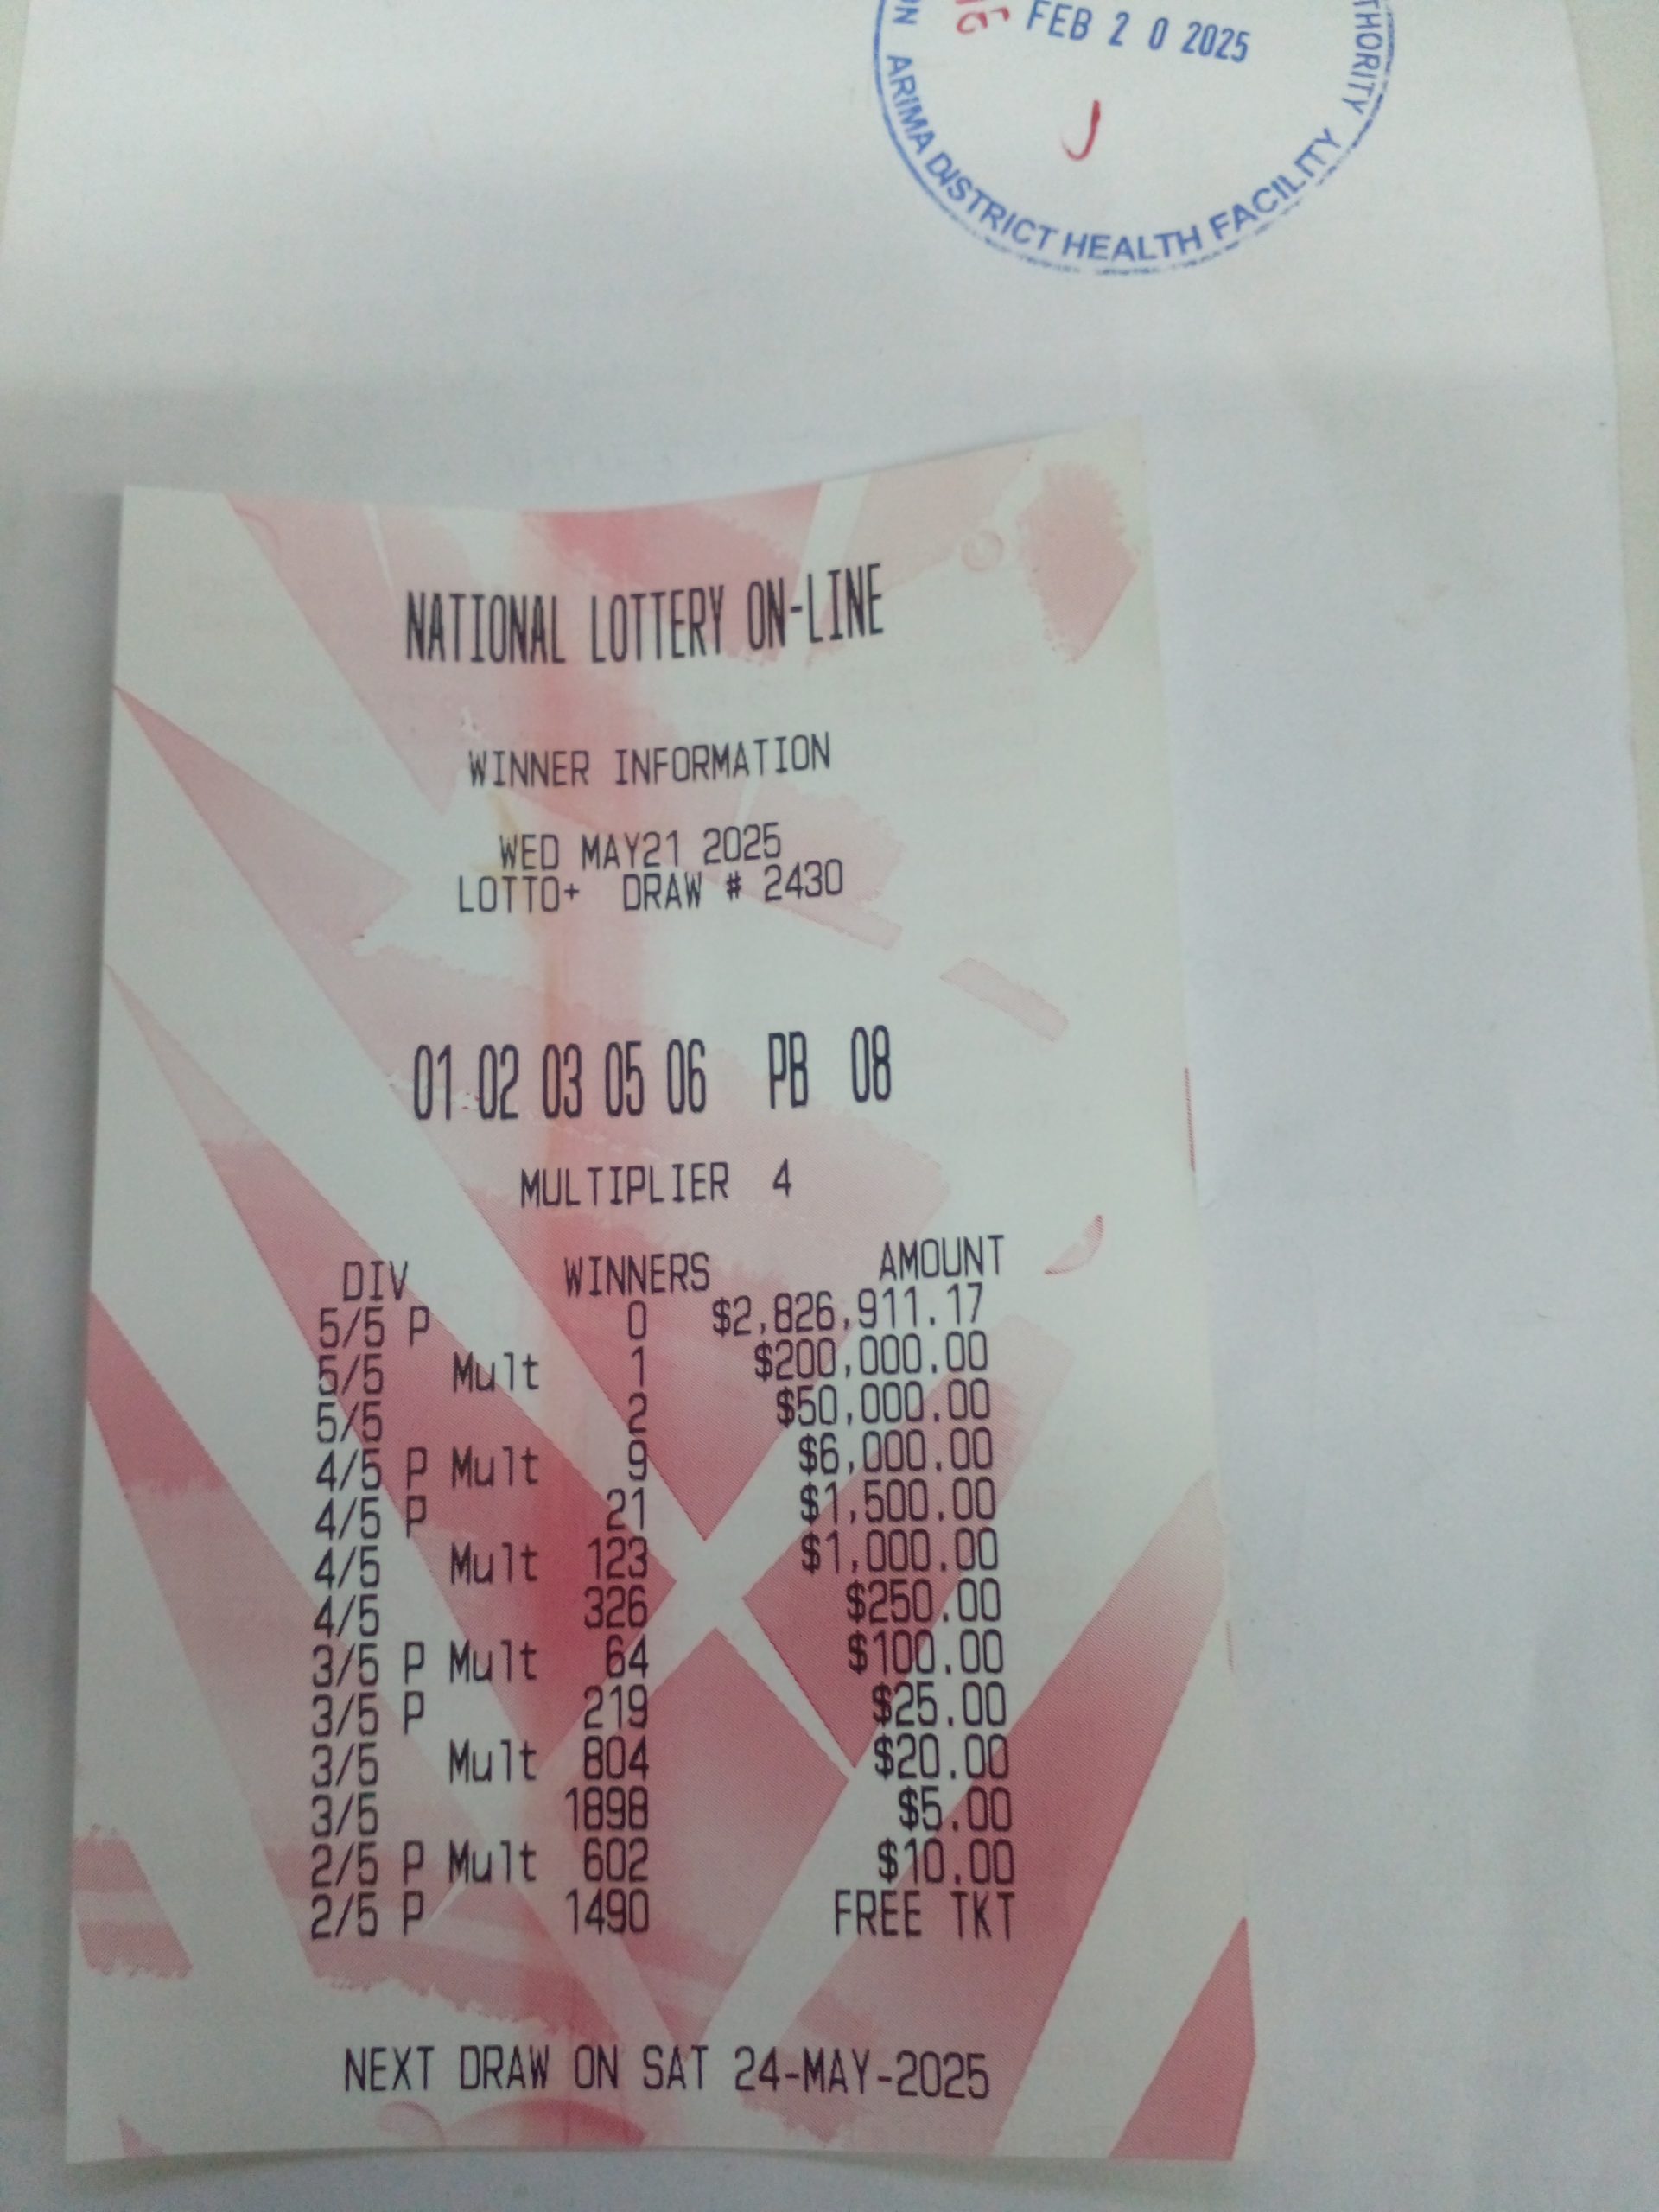 FEB 2 0 2025
ARIMA DISTRICT HEALTH FACILITY
NATIONAL LOTTERY ON-LINE
WINNER INFORMATION
WED MAY21 2025
LOTTO+ DRAW # 2430
01 02 03 05 06 PB 08
MULTIPLIER 4
DIV WINNERS AMOUNT
5/5 P 0 $2,826,911.17
5/5 Mult 1 $200,000.00
5/5 2 $50,000.00
4/5 P Mult 9 $6,000.00
4/5 P 21 $1,500.00
4/5 Mult 123 $1,000.00
4/5 326 $250.00
3/5 P Mult 64 $100.00
3/5 P 219 $25.00
3/5 Mult 804 $20.00
3/5 1898 $5.00
2/5 P Mult 602 $10.00
2/5 P 1490 FREE TKT
NEXT DRAW ON SAT 24-MAY-2025